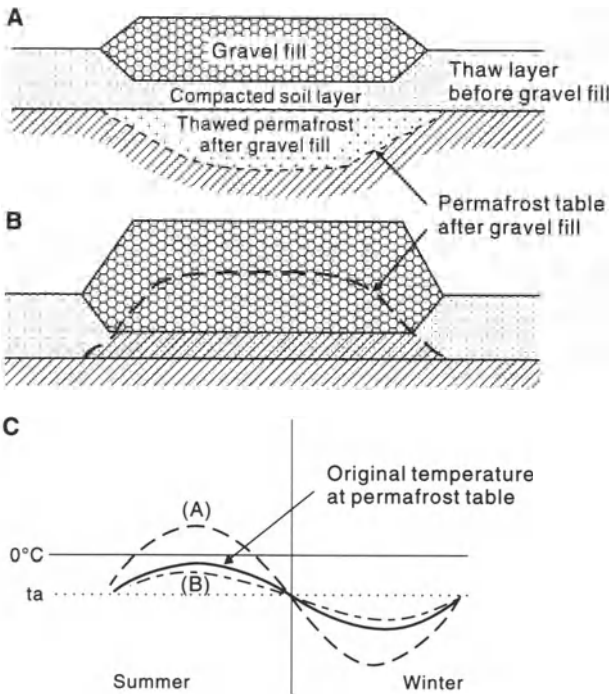 A
Gravel fill
Thaw layer
before gravel fill
Compacted soil layer
Thawed permafrost
after gravel fill
Permafrost table
after gravel fill
B
C
Original temperature
at permafrost table
(A)
0°C
(B)
ta
Summer
Winter